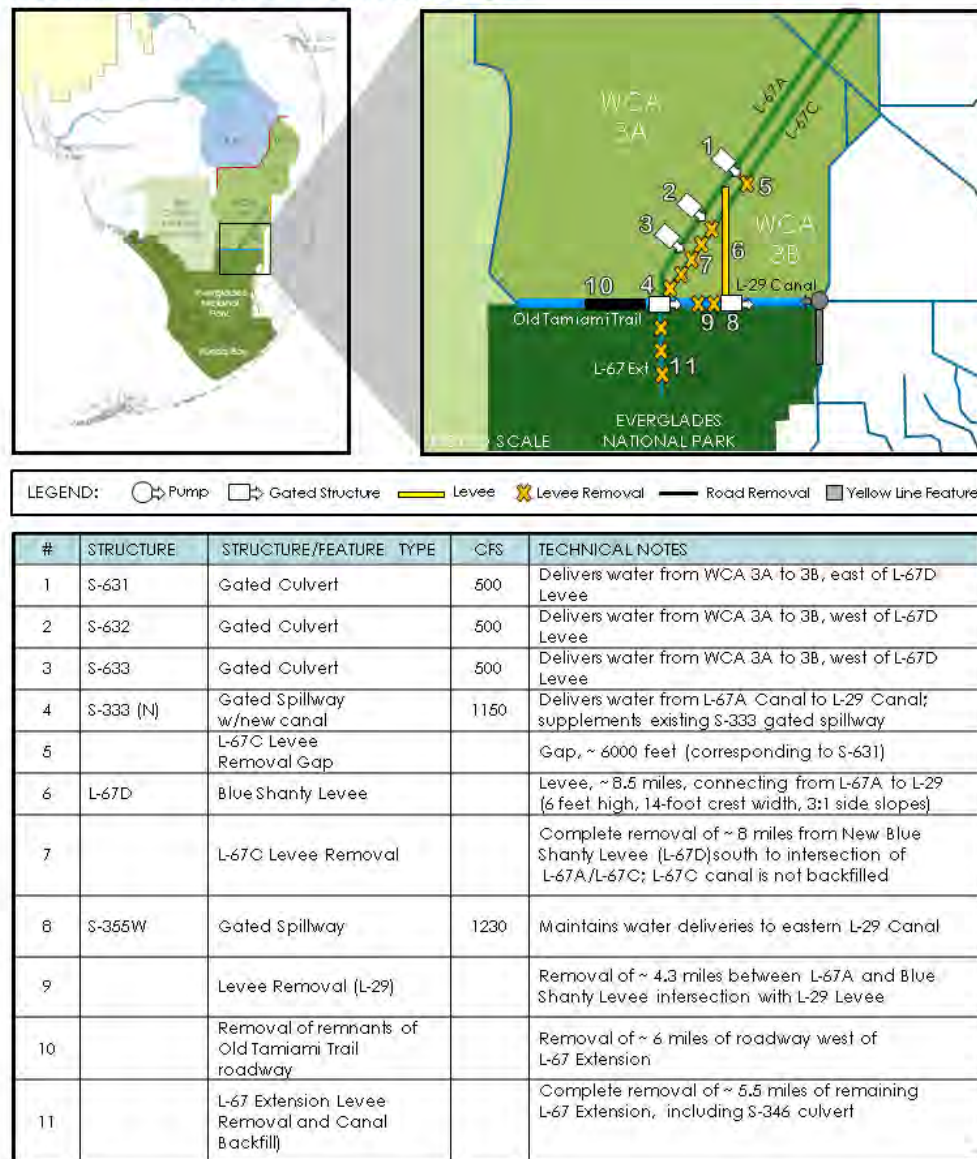 Everglades
National
Park
Florida Bay
WCA
3A
L-67A
L-67C
1
5
2
WCA
3B
3
7
6
4
10
L-29 Canal
Old Tamiami Trail
9
8
L-67 Ext
11
EVERGLADES
NATIONAL PARK
SCALE
LEGEND: Pump Gated Structure Levee Levee Removal Road Removal Yellow Line Feature
# STRUCTURE STRUCTURE/FEATURE TYPE CFS TECHNICAL NOTES
1 S-631 Gated Culvert 500 Delivers water from WCA 3A to 3B, east of L-67D
Levee
2 S-632 Gated Culvert 500 Delivers water from WCA 3A to 3B, west of L-67D
Levee
3 S-633 Gated Culvert 500 Delivers water from WCA 3A to 3B, west of L-67D
Levee
4 S-333 (N) Gated Spillway
w/new canal 1150 Delivers water from L-67A Canal to L-29 Canal;
supplements existing S-333 gated spillway
5 L-67C Levee
Removal Gap Gap, ~ 6000 feet (corresponding to S-631)
6 L-67D Blue Shanty Levee Levee, ~ 8.5 miles, connecting from L-67A to L-29
(6 feet high, 14-foot crest width, 3:1 side slopes)
7 L-67C Levee Removal Complete removal of ~ 8 miles from New Blue
Shanty Levee (L-67D)south to intersection of
L-67A/L-67C; L-67C canal is not backfilled
8 S-355W Gated Spillway 1230 Maintains water deliveries to eastern L-29 Canal
9 Levee Removal (L-29) Removal of ~ 4.3 miles between L-67A and Blue
Shanty Levee intersection with L-29 Levee
10 Removal of remnants of
Old Tamiami Trail
roadway Removal of ~ 6 miles of roadway west of
L-67 Extension
11 L-67 Extension Levee
Removal and Canal
Backfill) Complete removal of ~ 5.5 miles of remaining
L-67 Extension, including S-346 culvert